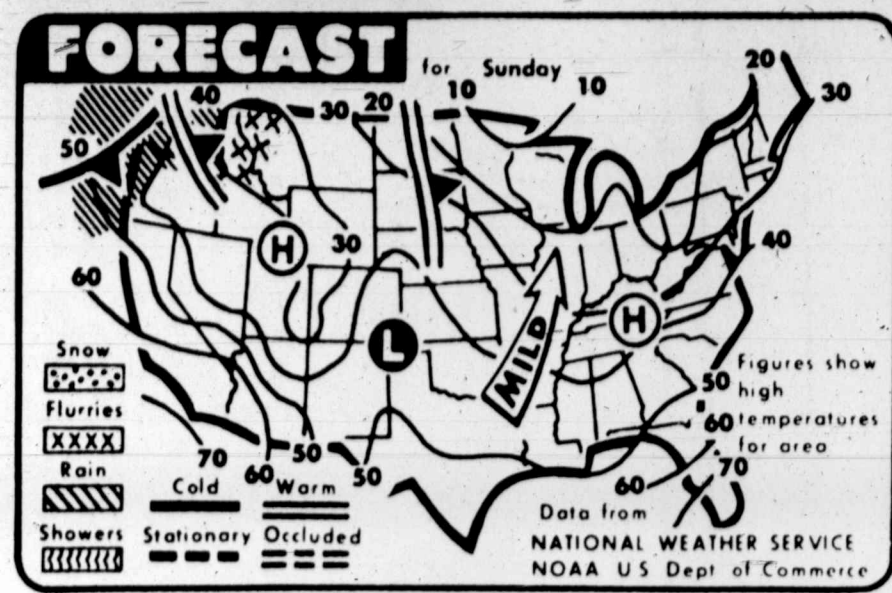 FORECAST
for Sunday
40
30
20
10
10
20
30
50
H
30
60
40
MILD
H
L
Snow
Flurries
Rain
Showers
Cold
Warm
Stationary
Occluded
70
60
50
50
50
60
60
70
Figures show
high
temperatures
for area
Data from
NATIONAL WEATHER SERVICE
NOAA U S Dept of Commerce